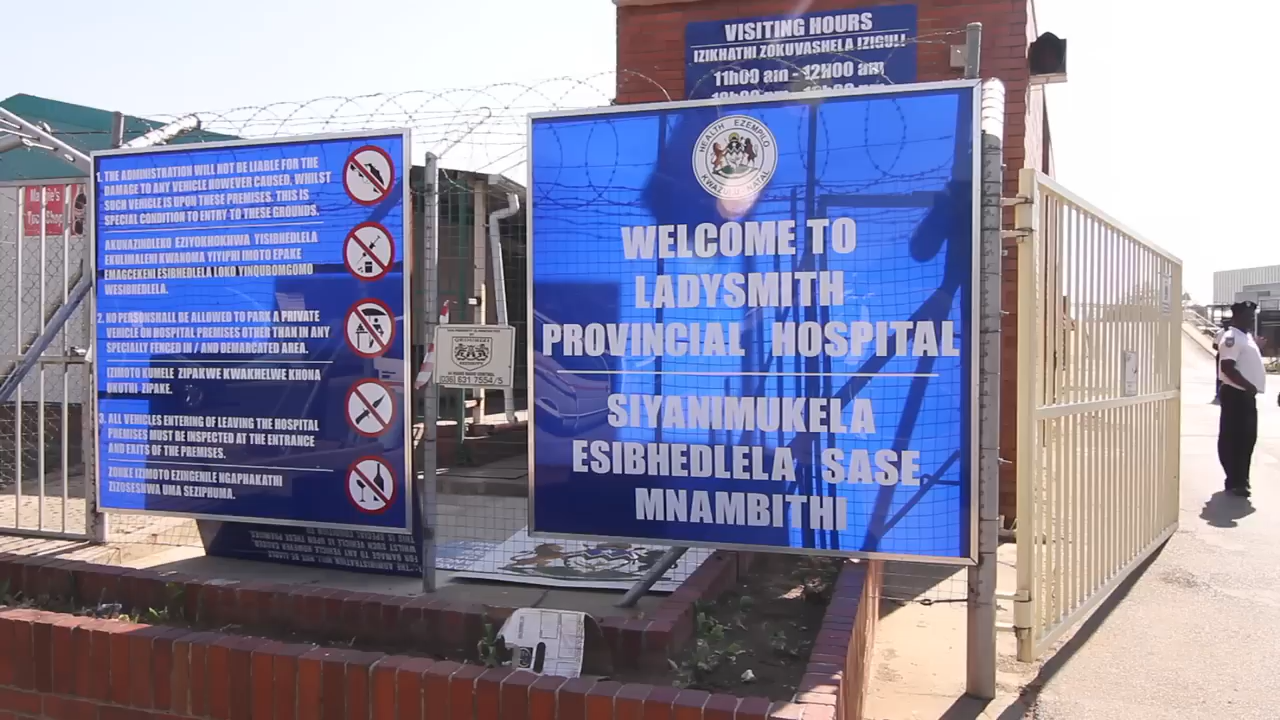 VISITING HOURS
IZIKHATHI ZOKUVASHELA IZIGULI
11h00 am - 12H00 am
HEALTH EZEMPILO
KWAZULU NATAL
WELCOME TO
LADYSMITH
PROVINCIAL HOSPITAL
SIYANIMUKELA
ESIBHEDLELA SASE
MNAMBITHI
1. THE ADMINISTRATION WILL NOT BE LIABLE FOR THE
DAMAGE TO ANY VEHICLE HOWEVER CAUSED, WHILST
SUCH VEHICLE IS UPON THESE PREMISES. THIS IS
SPECIAL CONDITION TO ENTRY TO THESE GROUNDS.
AKUNAZINDLEKO EZIYOKHOKHWA YISIBHEDLELA
EKULIMALENI KWANOMA YIYIPHI IMOTO EPAKE
EMAGCEKENI ESIBHEDLELA LOKO YINQUBOMGOMO
WESIBHEDLELA.
2. NO PERSONSHALL BE ALLOWED TO PARK A PRIVATE
VEHICLE ON HOSPITAL PREMISES OTHER THAN IN ANY
SPECIALLY FENCED IN / AND DEMARCATED AREA.
IZIMOTO KUMELE ZIPAKWE KWAKHELWE KHONA
UKUTHI- ZIPAKE.
3. ALL VEHICLES ENTERING OF LEAVING THE HOSPITAL
PREMISES MUST BE INSPECTED AT THE ENTRANCE
AND EXITS OF THE PREMISES.
ZONKE IZIMOTO EZINGENILE NGAPHAKATHI
ZIZOSESHWA UMA SEZIPHUMA.
(036) 631 7554/5